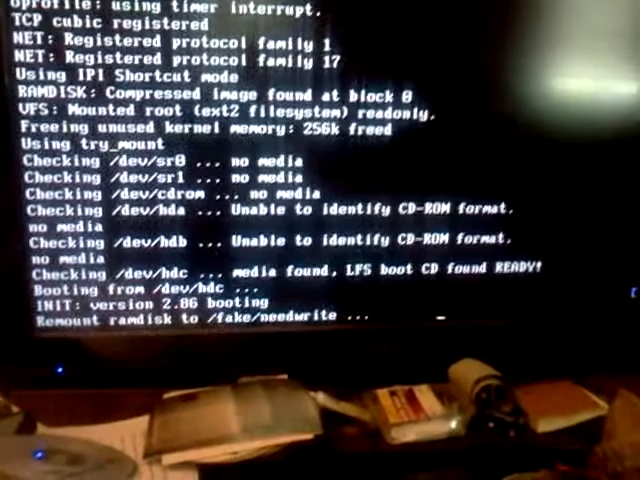 oprofile: using timer interrupt.
TCP cubic registered
NET: Registered protocol family 1
NET: Registered protocol family 17
Using IPI Shortcut mode
RAMDISK: Compressed image found at block 0
VFS: Mounted root (ext2 filesystem) readonly.
Freeing unused kernel memory: 256k freed
Using try_mount
Checking /dev/sr0 ... no media
Checking /dev/sr1 ... no media
Checking /dev/cdrom ... no media
Checking /dev/hda ... Unable to identify CD-ROM format.
no media
Checking /dev/hdb ... Unable to identify CD-ROM format.
no media
Checking /dev/hdc ... media found, LFS boot CD found READY!
Booting from /dev/hdc ...
INIT: version 2.86 booting
Remount ramdisk to /fake/needwrite ...